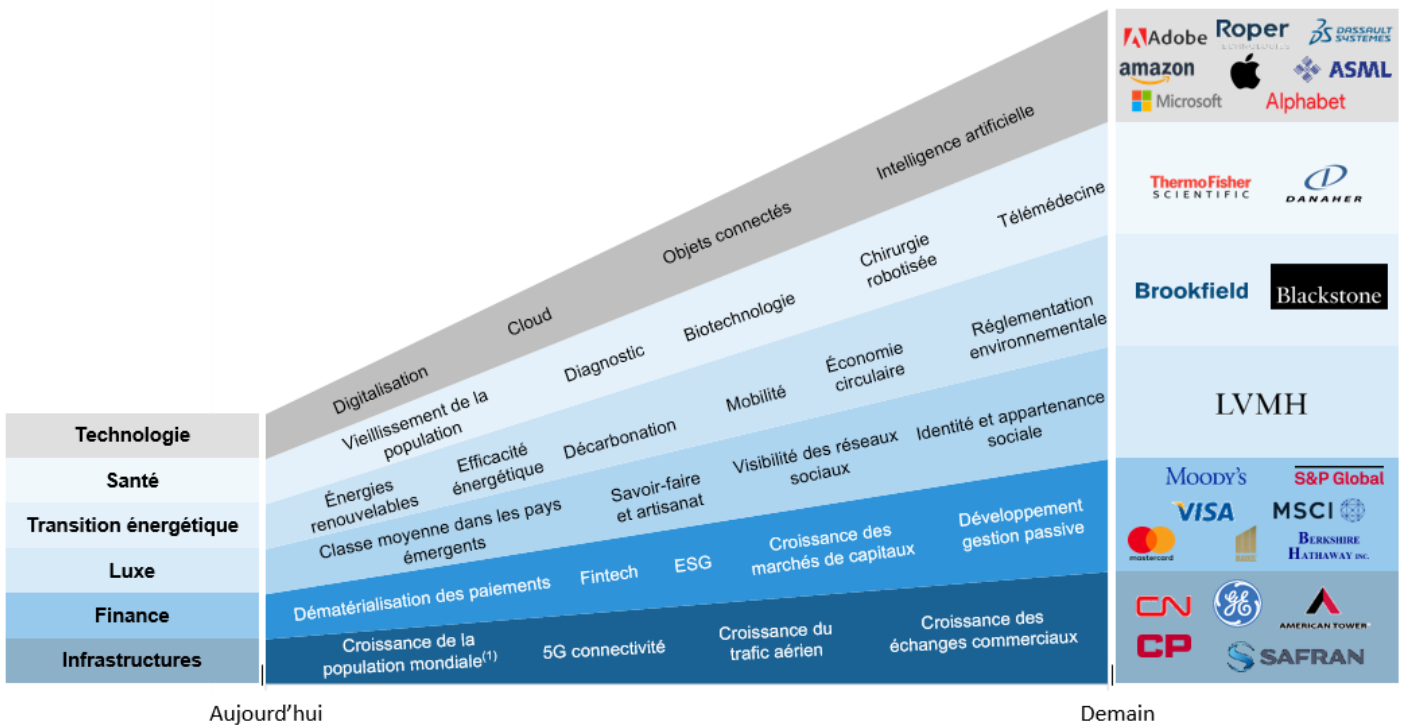 Technologie
Santé
Transition énergétique
Luxe
Finance
Infrastructures
Digitalisation
Cloud
Objets connectés
Intelligence artificielle
Vieillissement de la
population
Diagnostic
Biotechnologie
Chirurgie
robotisée
Télémédecine
Énergies
renouvelables
Efficacité
énergétique
Décarbonation
Mobilité
Économie
circulaire
Réglementation
environnementale
Classe moyenne dans les pays
émergents
Savoir-faire
et artisanat
Visibilité des réseaux
sociaux
Identité et appartenance
sociale
Dématérialisation des paiements
Fintech
ESG
Croissance des
marchés de capitaux
Développement
gestion passive
Croissance de la
population mondiale(1)
5G connectivité
Croissance du
trafic aérien
Croissance des
échanges commerciaux
Aujourd'hui
Demain
Adobe
Roper
TECHNOLOGIES
DASSAULT
SYSTEMES
amazon
ASML
Microsoft
Alphabet
ThermoFisher
SCIENTIFIC
DANAHER
Brookfield
Blackstone
LVMH
MOODY'S
S&P Global
VISA
MSCI
mastercard
BERKSHIRE
HATHAWAY INC.
CN
GE
AMERICAN TOWER
CP
SAFRAN